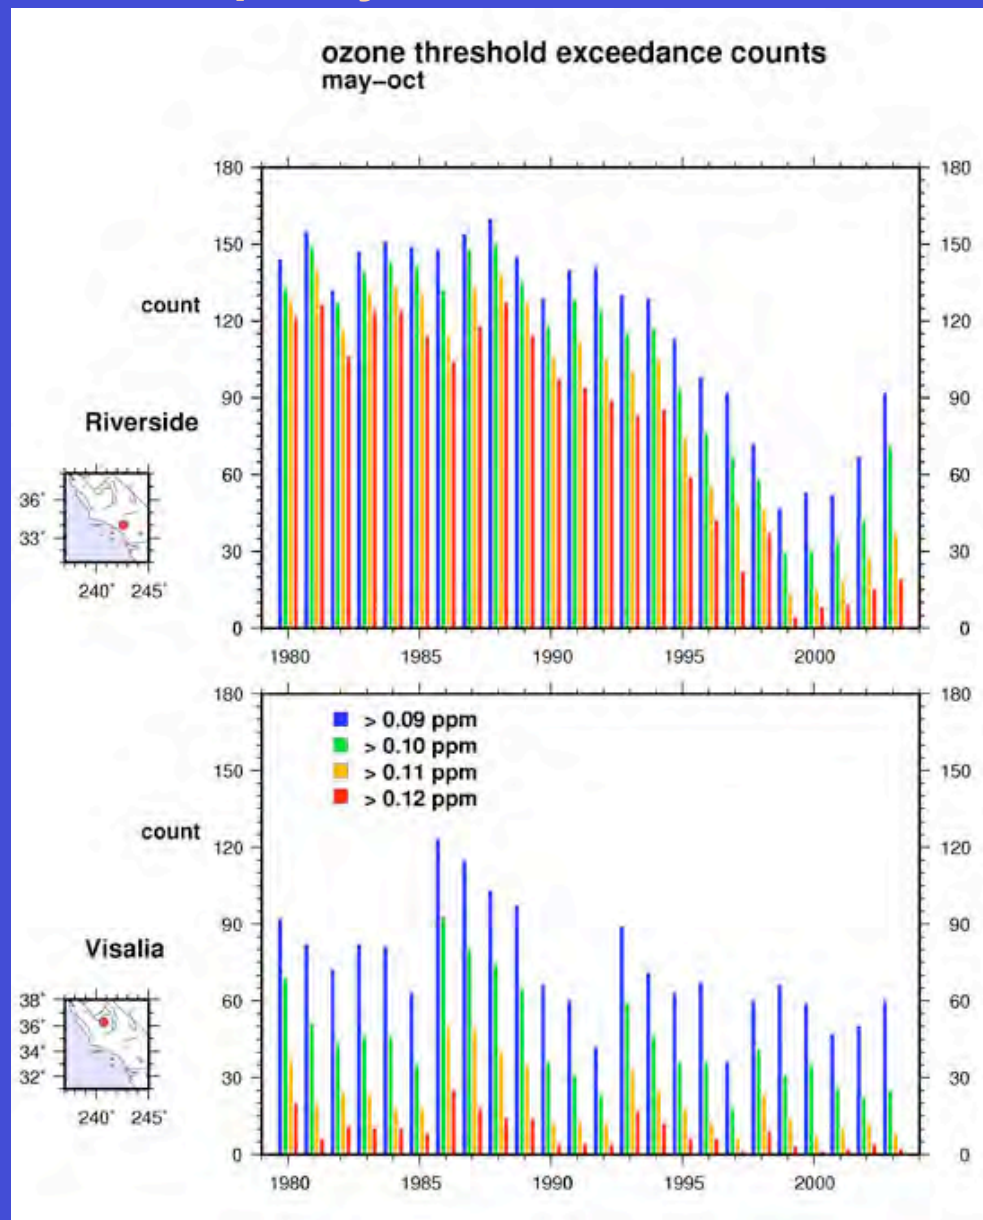 ozone threshold exceedance counts
may–oct
180 180
150 150
count
120 120
90 90
Riverside
60 60
36°
33°
30 30
240° 245°
0 0
1980 1985 1990 1995 2000
180 180
> 0.09 ppm
> 0.10 ppm
150 150
> 0.11 ppm
> 0.12 ppm
count
120 120
90 90
Visalia
60 60
38°
36°
34°
32°
30 30
240° 245°
0 0
1980 1985 1990 1995 2000